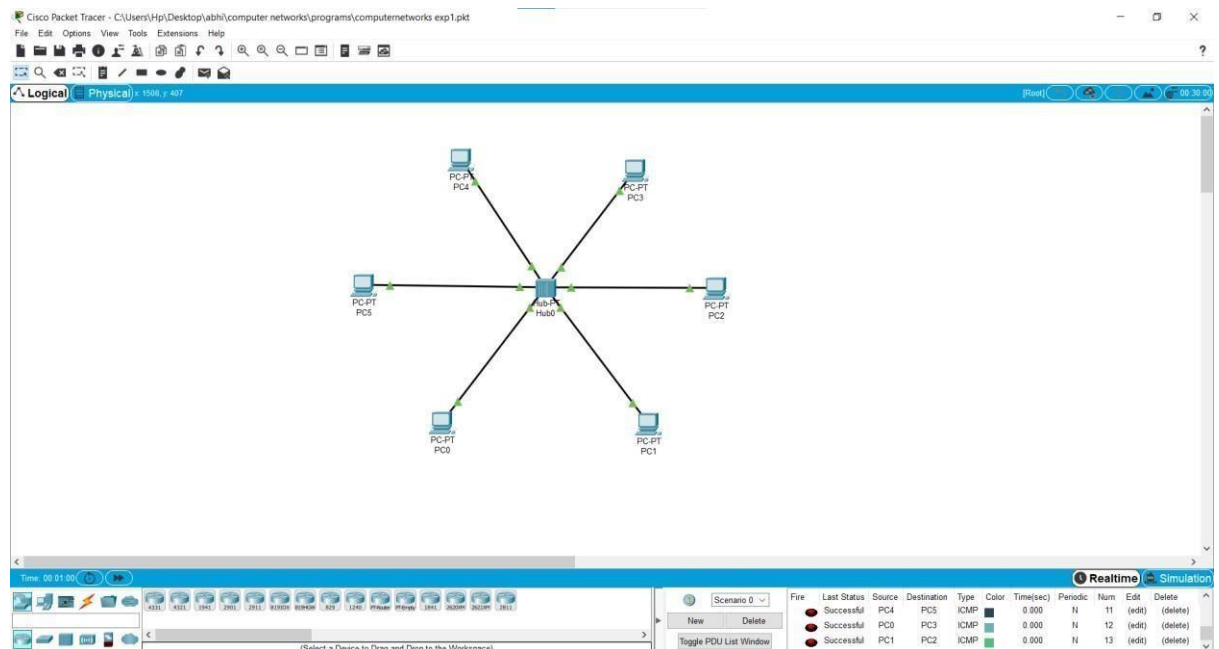 Cisco Packet Tracer - C:\Users\Hp\Desktop\abhi\computer networks\programs\computernetworks exp1.pkt
File Edit Options View Tools Extensions Help
?
Logical Physical x: 1508, y: 407 [Root] 00:30:00
PC-PT
PC4
PC-PT
PC3
PC-PT
PC5
Hub-PT
Hub0
PC-PT
PC2
PC-PT
PC0
PC-PT
PC1
Time: 00:01:00 Realtime Simulation
4331 4321 1941 2901 2911 819IOX 819HGW 829 1240 PT-Router PT-Empty 1841 2620XM 2621XM 2811
(Select a Device to Drag and Drop to the Workspace)
Scenario 0
New Delete
Toggle PDU List Window
Fire Last Status Source Destination Type Color Time(sec) Periodic Num Edit Delete
Successful PC4 PC5 ICMP 0.000 N 11 (edit) (delete)
Successful PC0 PC3 ICMP 0.000 N 12 (edit) (delete)
Successful PC1 PC2 ICMP 0.000 N 13 (edit) (delete)